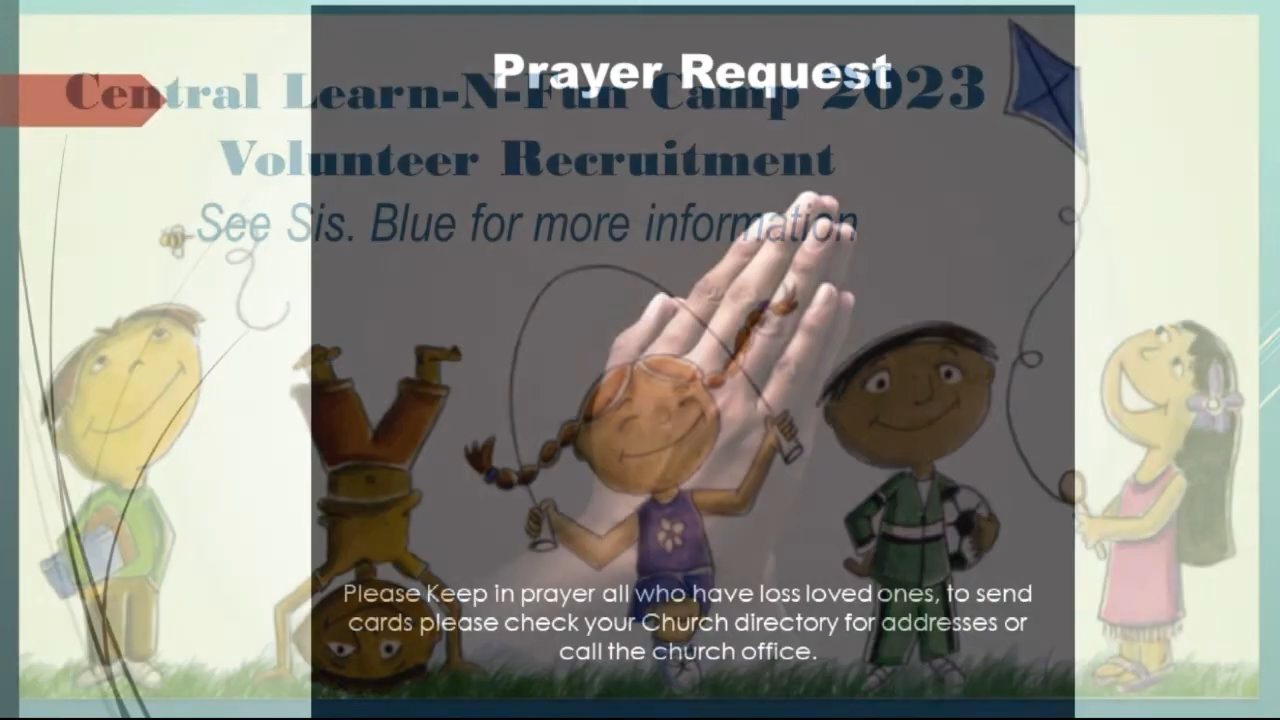 Prayer Request
Central Learn-N-Fun Camp 2023
Volunteer Recruitment
See Sis. Blue for more information
Please Keep in prayer all who have loss loved ones, to send
cards please check your Church directory for addresses or
call the church office.